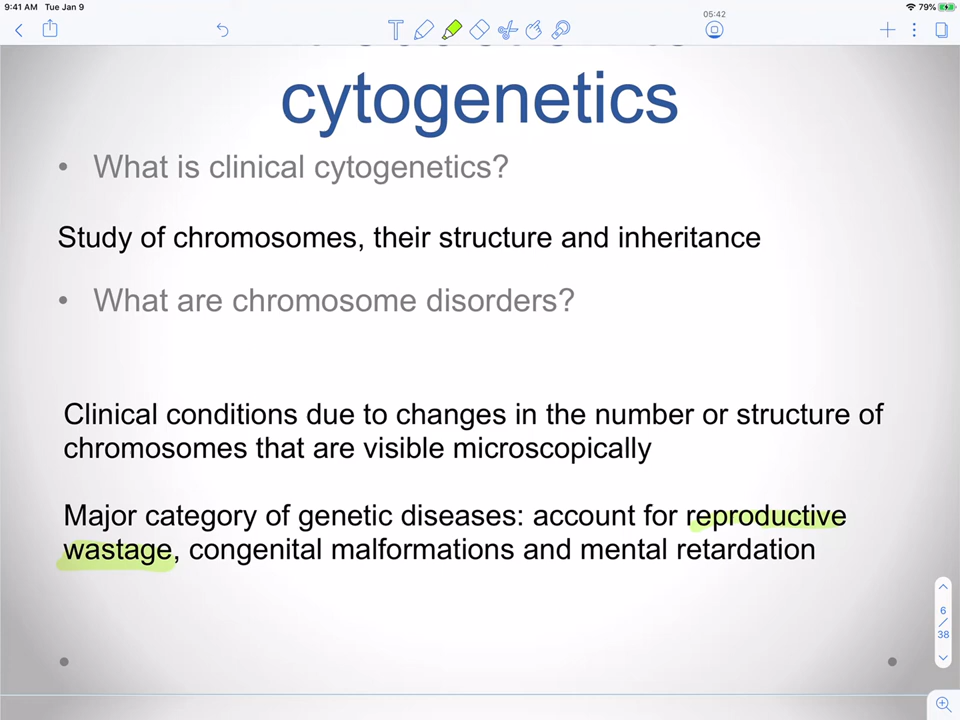 9:41 AM Tue Jan 9
79%
05:42
T
cytogenetics
• What is clinical cytogenetics?
Study of chromosomes, their structure and inheritance
• What are chromosome disorders?
Clinical conditions due to changes in the number or structure of
chromosomes that are visible microscopically
Major category of genetic diseases: account for reproductive
wastage, congenital malformations and mental retardation
6
/
38